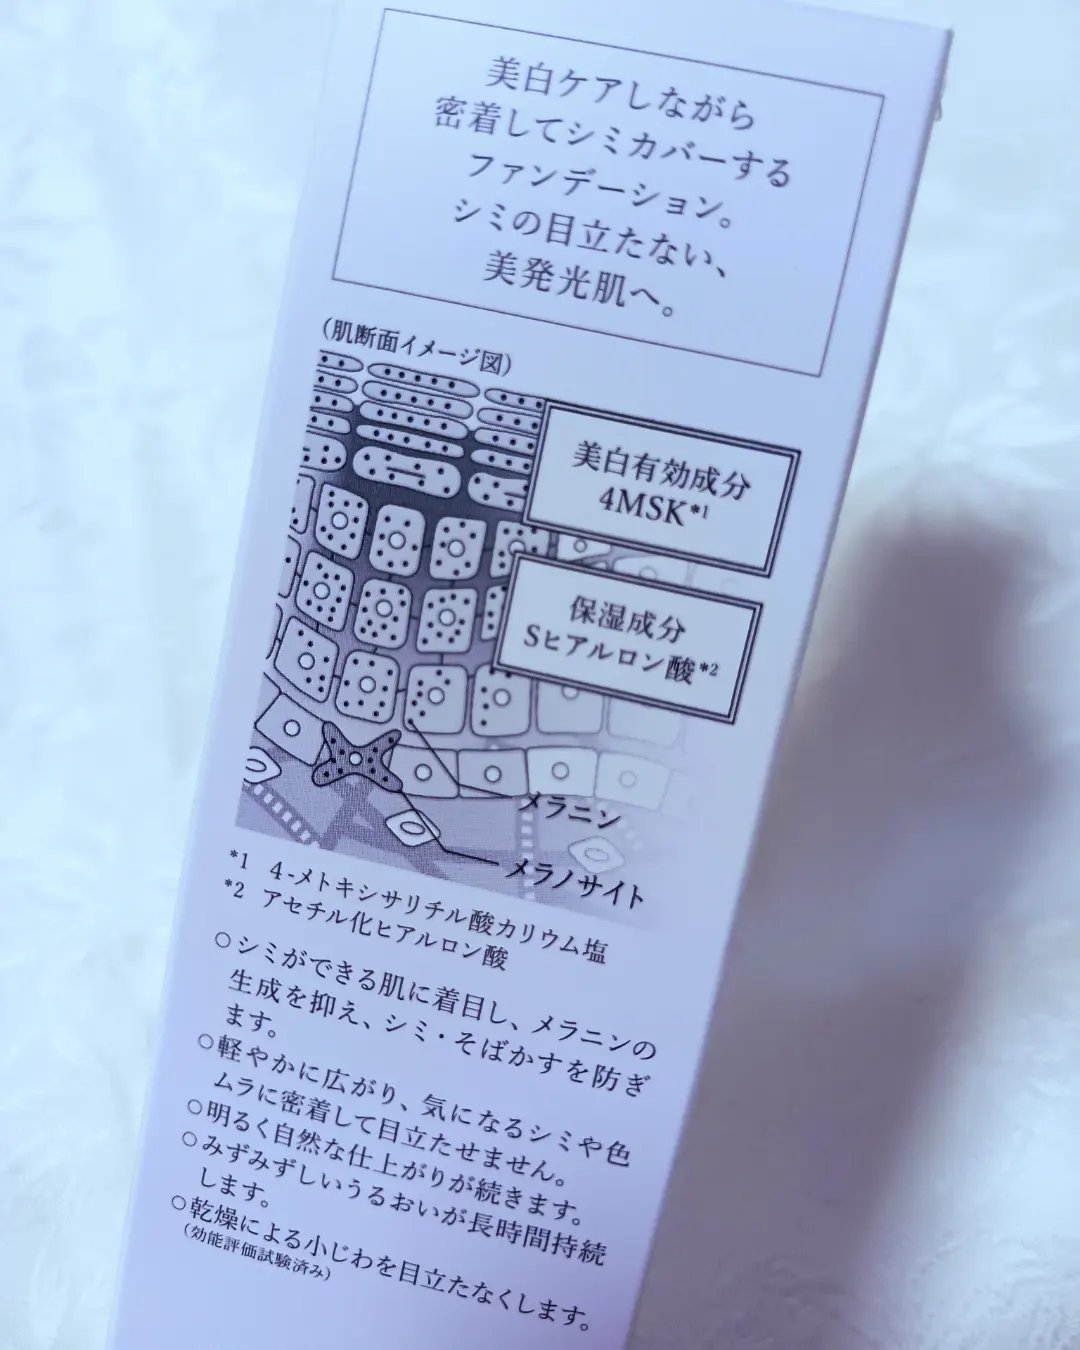 美白ケアしながら
密着してシミカバーする
ファンデーション。
シミの目立たない、
美発光肌へ。
(肌断面イメージ図)
美白有効成分
4MSK*1
保湿成分
Sヒアルロン酸*2
メラニン
メラノサイト
*1 4-メトキシサリチル酸カリウム塩
*2 アセチル化ヒアルロン酸
○シミができる肌に着目し、メラニンの
生成を抑え、シミ・そばかすを防ぎ
ます。
○軽やかに広がり、気になるシミや色
ムラに密着して目立たせません。
○明るく自然な仕上がりが続きます。
○みずみずしいうるおいが長時間持続
します。
○乾燥による小じわを目立たなくします。
(効能評価試験済み)